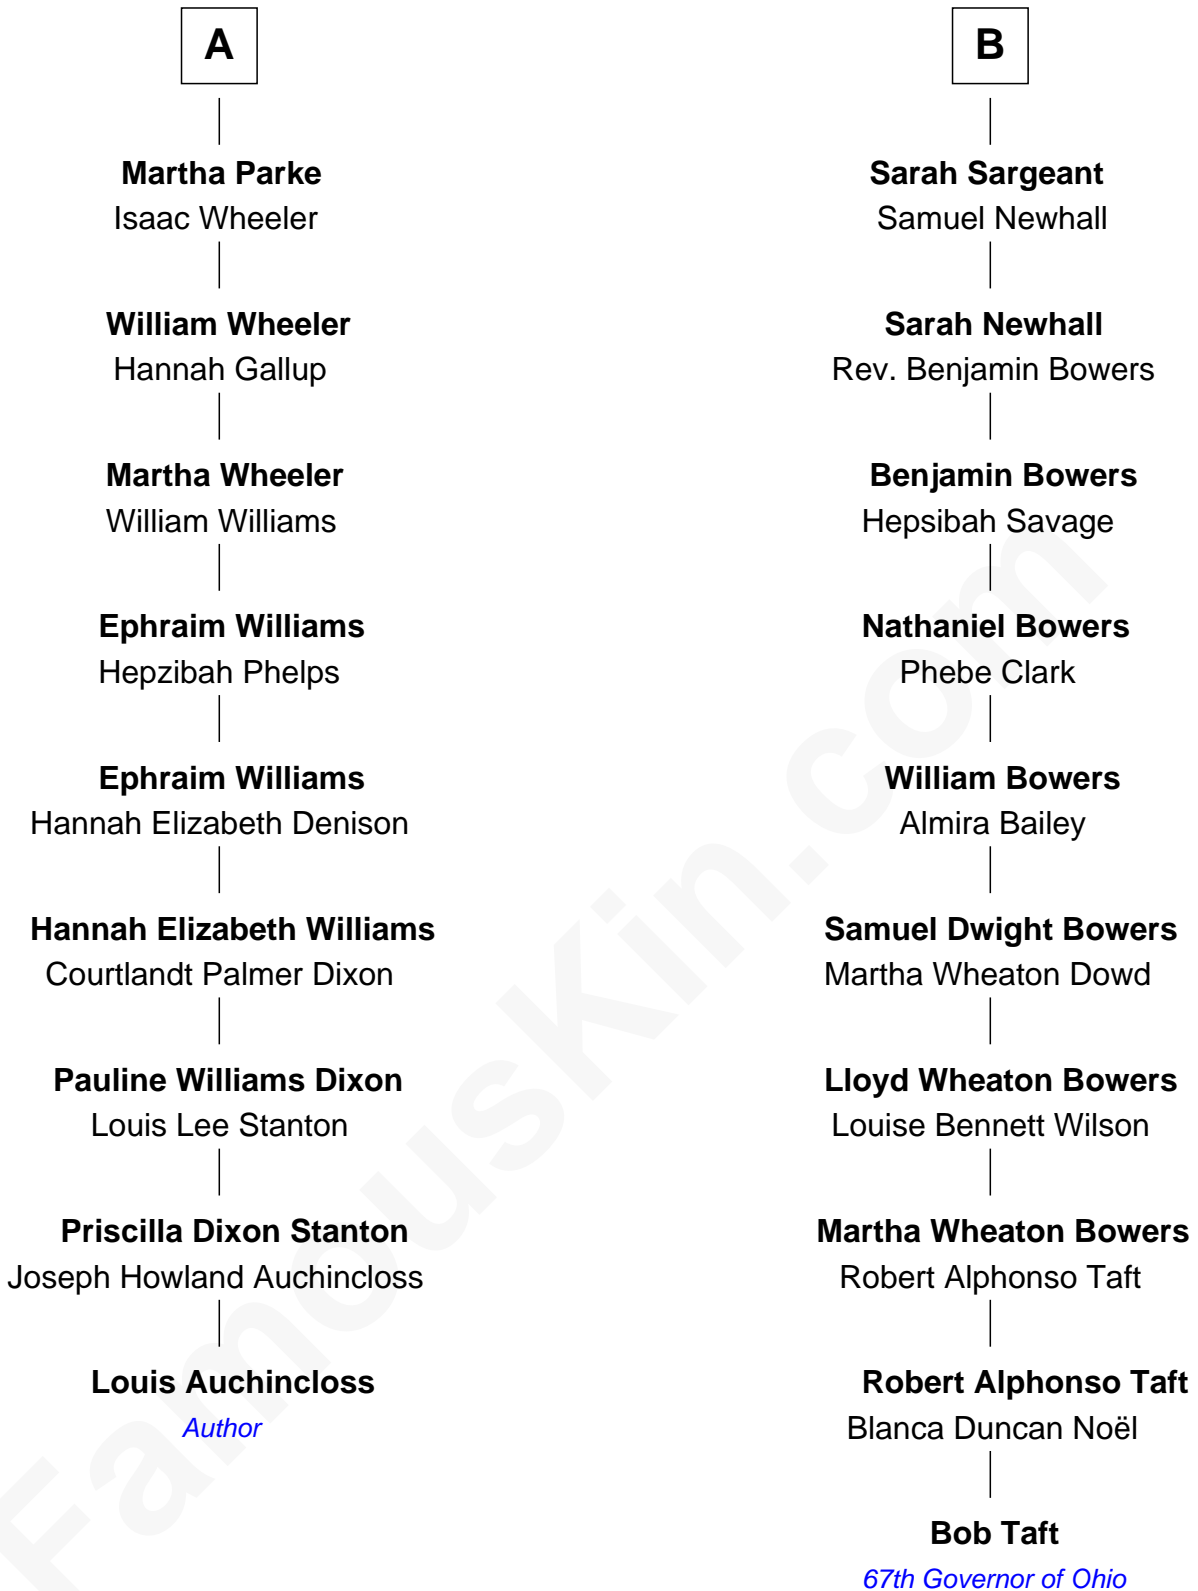 A
Martha Parke
Isaac Wheeler
William Wheeler
Hannah Gallup
Martha Wheeler
William Williams
Ephraim Williams
Hepzibah Phelps
Ephraim Williams
Hannah Elizabeth Denison
Hannah Elizabeth Williams
Courtlandt Palmer Dixon
Pauline Williams Dixon
Louis Lee Stanton
Priscilla Dixon Stanton
Joseph Howland Auchincloss
Louis Auchincloss
Author
B
Sarah Sargeant
Samuel Newhall
Sarah Newhall
Rev. Benjamin Bowers
Benjamin Bowers
Hepsibah Savage
Nathaniel Bowers
Phebe Clark
William Bowers
Almira Bailey
Samuel Dwight Bowers
Martha Wheaton Dowd
Lloyd Wheaton Bowers
Louise Bennett Wilson
Martha Wheaton Bowers
Robert Alphonso Taft
Robert Alphonso Taft
Blanca Duncan Noël
Bob Taft
67th Governor of Ohio
FamousKin.com